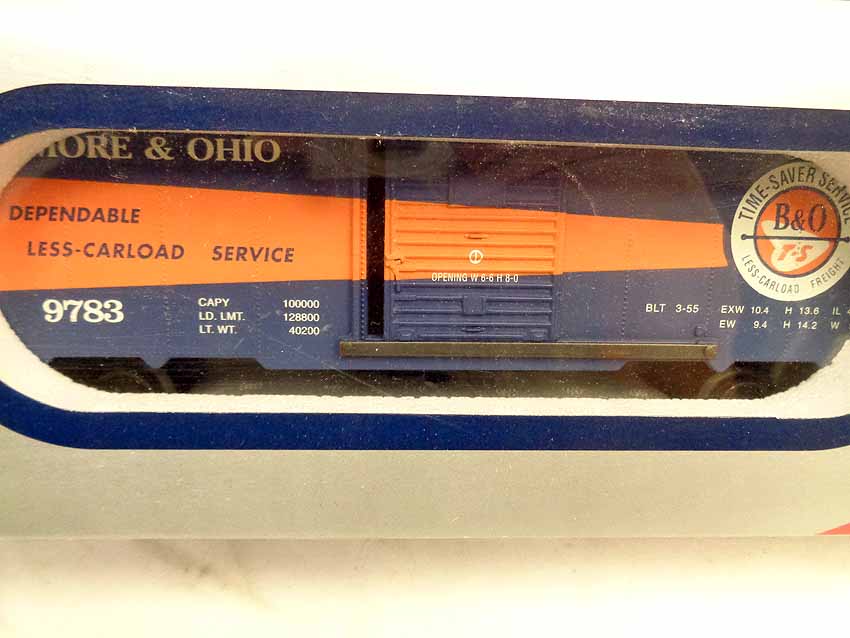 MORE & OHIO
DEPENDABLE
LESS-CARLOAD SERVICE
9783
CAPY 100000
LD. LMT. 128800
LT. WT. 40200
OPENING W 6-6 H 8-0
BLT 3-55
EXW 10.4 H 13.6 IL 4
EW 9.4 H 14.2 W
TIME-SAVER SERVICE
B&O
T-S
LESS-CARLOAD FREIGHT